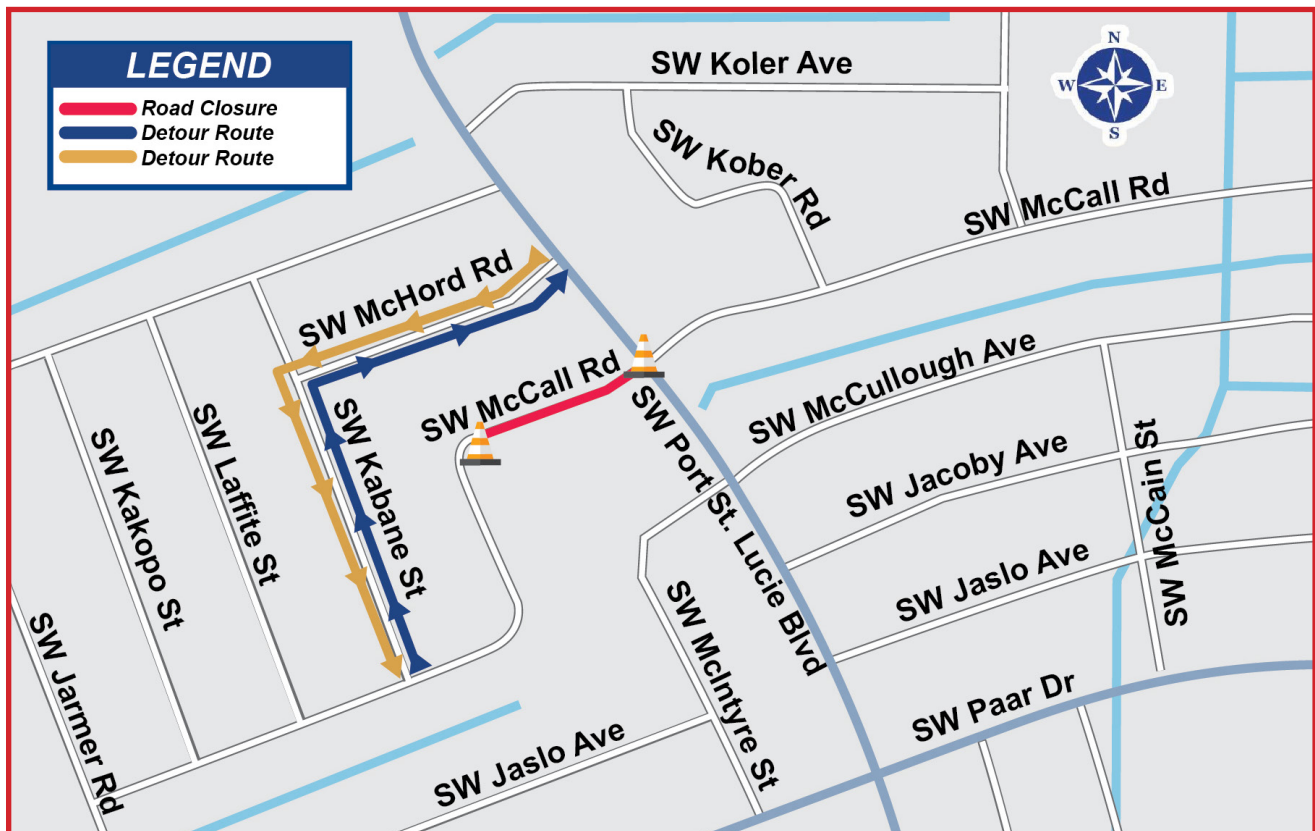 LEGEND
Road Closure
Detour Route
Detour Route
N
W E
S
SW Koler Ave
SW Kober Rd
SW McCall Rd
SW McHord Rd
SW McCall Rd
SW McCullough Ave
SW Kakopo St
SW Laffite St
SW Kabane St
SW Port St. Lucie Blvd
SW Jacoby Ave
SW McCain St
SW Jaslo Ave
SW Jarmer Rd
SW McIntyre St
SW Paar Dr
SW Jaslo Ave